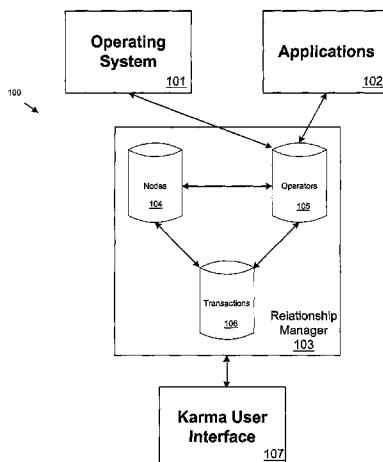 Operating
System
101
Applications
102
100
Nodes
104
Operators
105
Transactions
106
Relationship
Manager
103
Karma User
Interface
107